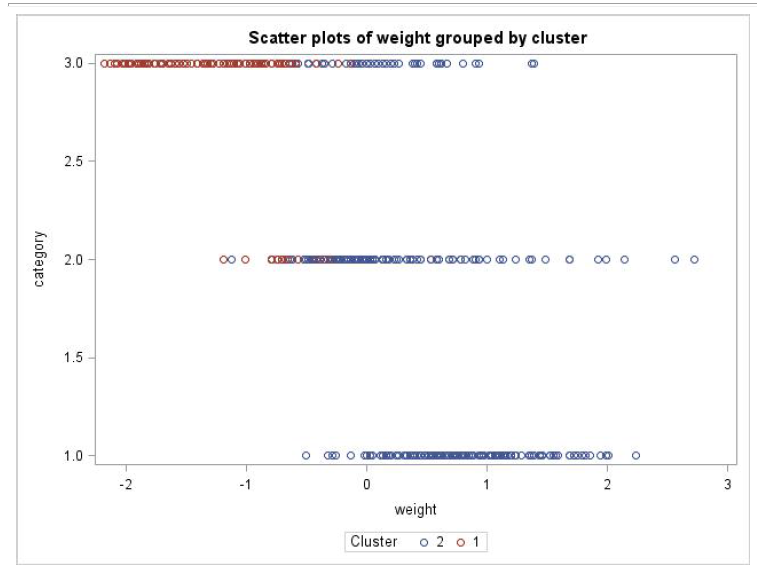 Scatter plots of weight grouped by cluster
3.0
2.5
2.0
1.5
1.0
category
-2 -1 0 1 2 3
weight
Cluster 2 1